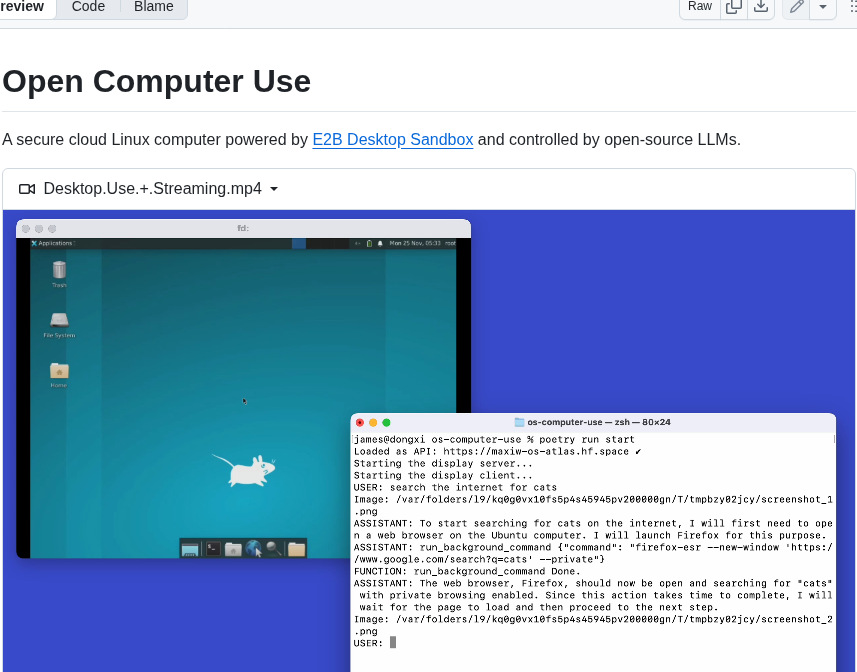 review Code Blame Raw
Open Computer Use
A secure cloud Linux computer powered by E2B Desktop Sandbox and controlled by open-source LLMs.
Desktop.Use.+.Streaming.mp4
fd:
Applications Mon 25 Nov, 05:33 root
Trash
File System
Home
os-computer-use — zsh — 80×24
james@dongxi os-computer-use % poetry run start
Loaded as API: https://maxiw-os-atlas.hf.space ✔
Starting the display server...
Starting the display client...
USER: search the internet for cats
Image: /var/folders/l9/kq0g0vx10fs5p4s45945pv200000gn/T/tmpbzy02jcy/screenshot_1
.png
ASSISTANT: To start searching for cats on the internet, I will first need to ope
n a web browser on the Ubuntu computer. I will launch Firefox for this purpose.
ASSISTANT: run_background_command {"command": "firefox-esr --new-window 'https:/
/www.google.com/search?q=cats' --private"}
FUNCTION: run_background_command Done.
ASSISTANT: The web browser, Firefox, should now be open and searching for "cats"
 with private browsing enabled. Since this action takes time to complete, I will
 wait for the page to load and then proceed to the next step.
Image: /var/folders/l9/kq0g0vx10fs5p4s45945pv200000gn/T/tmpbzy02jcy/screenshot_2
.png
USER: